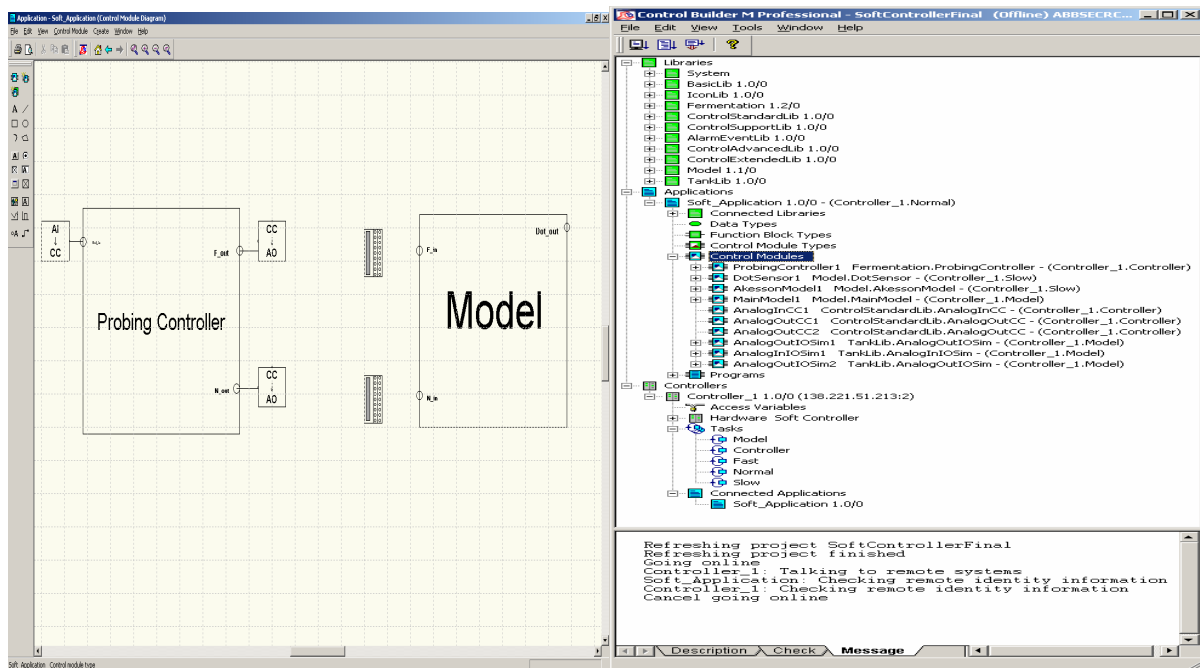 Application - Soft_Application (Control Module Diagram)
File Edit View Control Module Create Window Help
AI
↓
CC
CC
↓
AO
F_out
Probing Controller
N_out
CC
↓
AO
Dot_out
F_in
Model
N_in
Soft_Application Control module type
Control Builder M Professional - SoftControllerFinal (Offline) ABBSECRC...
File Edit View Tools Window Help
Libraries
System
BasicLib 1.0/0
IconLib 1.0/0
Fermentation 1.2/0
ControlStandardLib 1.0/0
ControlSupportLib 1.0/0
AlarmEventLib 1.0/0
ControlAdvancedLib 1.0/0
ControlExtendedLib 1.0/0
Model 1.1/0
TankLib 1.0/0
Applications
Soft_Application 1.0/0 - (Controller_1.Normal)
Connected Libraries
Data Types
Function Block Types
Control Module Types
Control Modules
ProbingController1 Fermentation.ProbingController - (Controller_1.Controller)
DotSensor1 Model.DotSensor - (Controller_1.Slow)
AkessonModel1 Model.AkessonModel - (Controller_1.Slow)
MainModel1 Model.MainModel - (Controller_1.Model)
AnalogInCC1 ControlStandardLib.AnalogInCC - (Controller_1.Controller)
AnalogOutCC1 ControlStandardLib.AnalogOutCC - (Controller_1.Controller)
AnalogOutCC2 ControlStandardLib.AnalogOutCC - (Controller_1.Controller)
AnalogOutIOSim1 TankLib.AnalogOutIOSim - (Controller_1.Model)
AnalogInIOSim1 TankLib.AnalogInIOSim - (Controller_1.Model)
AnalogOutIOSim2 TankLib.AnalogOutIOSim - (Controller_1.Model)
Programs
Controllers
Controller_1 1.0/0 (138.221.51.213:2)
Access Variables
Hardware Soft Controller
Tasks
Model
Controller
Fast
Normal
Slow
Connected Applications
Soft_Application 1.0/0
Refreshing project SoftControllerFinal
Refreshing project finished
Going online
Controller_1: Talking to remote systems
Soft_Application: Checking remote identity information
Controller_1: Checking remote identity information
Cancel going online
Description Check Message